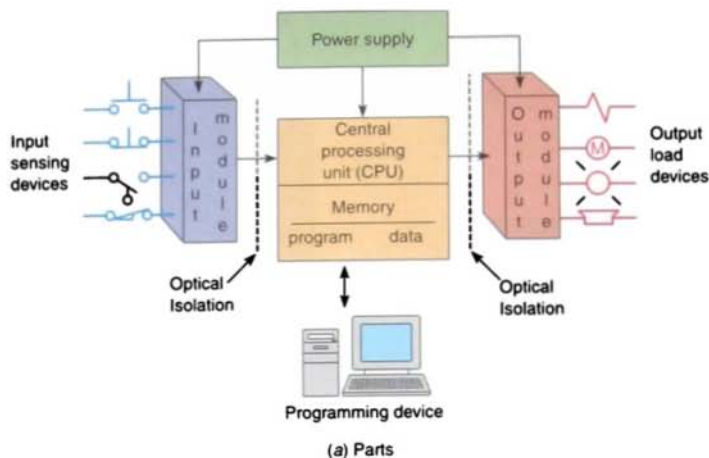 Power supply
Input
sensing
devices
Input
module
Central
processing
unit (CPU)
Memory
program data
Output
module
M
Output
load
devices
Optical
Isolation
Optical
Isolation
Programming device
(a) Parts